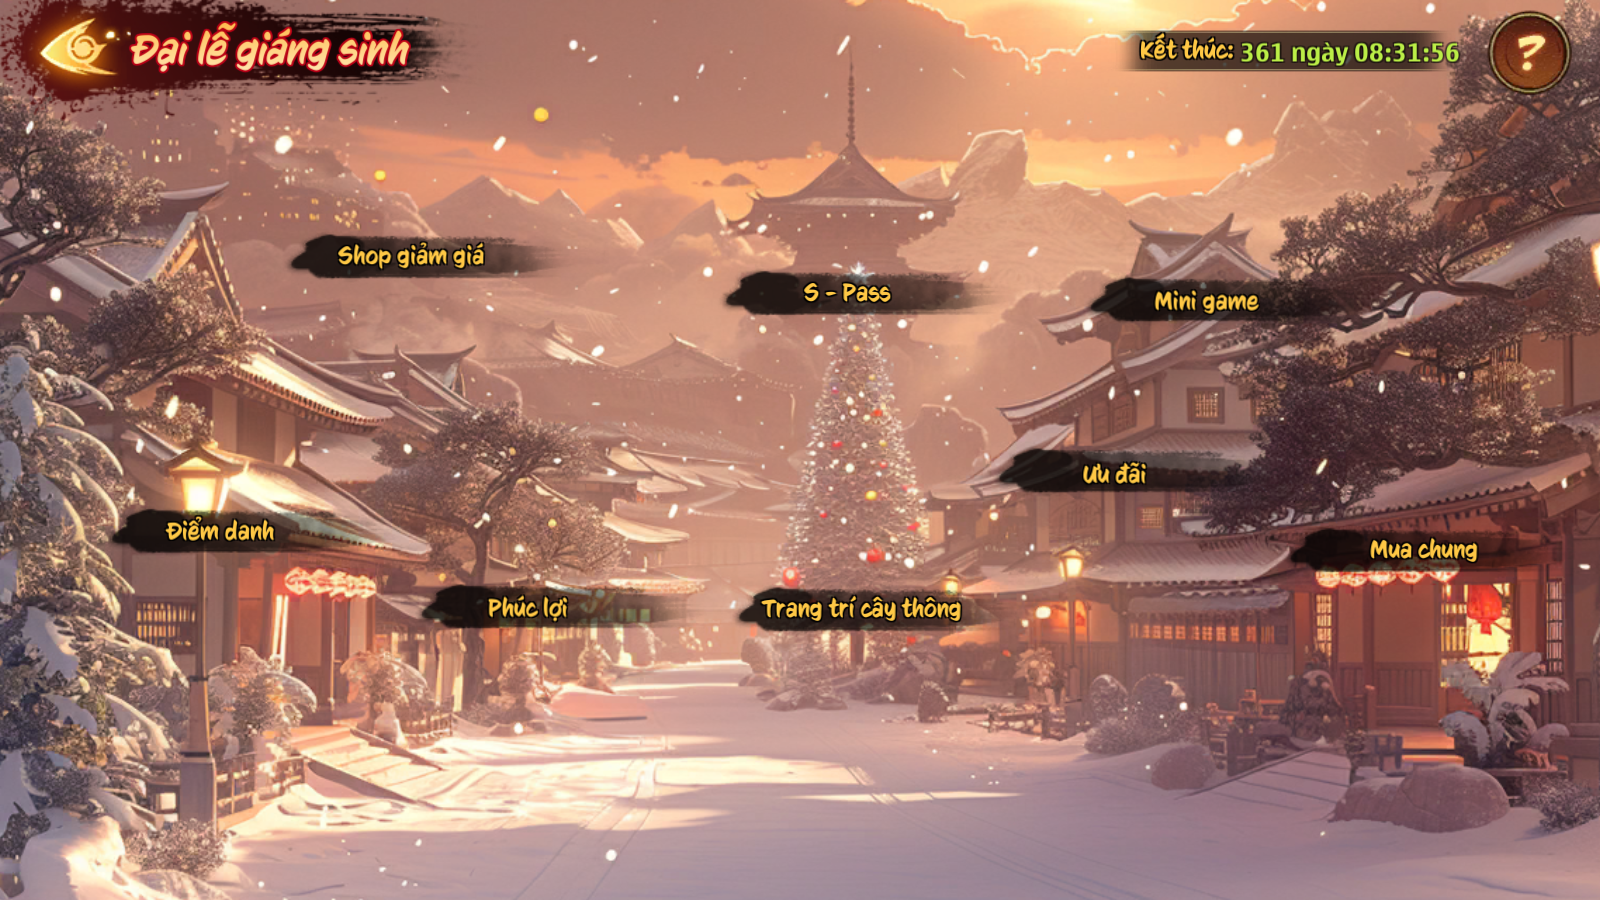 Đại lễ giáng sinh
Kết thúc: 361 ngày 08:31:56
?
Shop giảm giá
S - Pass
Mini game
Ưu đãi
Điểm danh
Mua chung
Phúc lợi
Trang trí cây thông